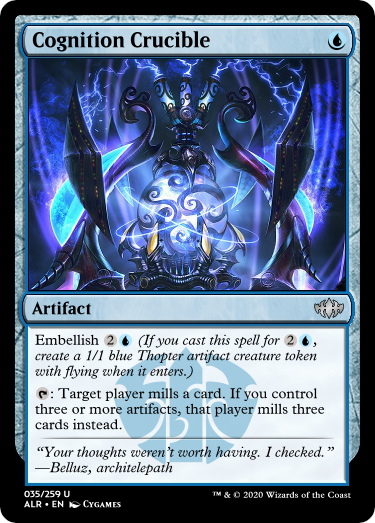 Cognition Crucible
Artifact
Embellish 2 (If you cast this spell for 2 ,
create a 1/1 blue Thopter artifact creature token
with flying when it enters.)
: Target player mills a card. If you control
three or more artifacts, that player mills three
cards instead.
“Your thoughts weren’t worth having. I checked.”
—Belluz, architelepath
035/259 U
ALR • EN Cygames
™ & © 2020 Wizards of the Coast